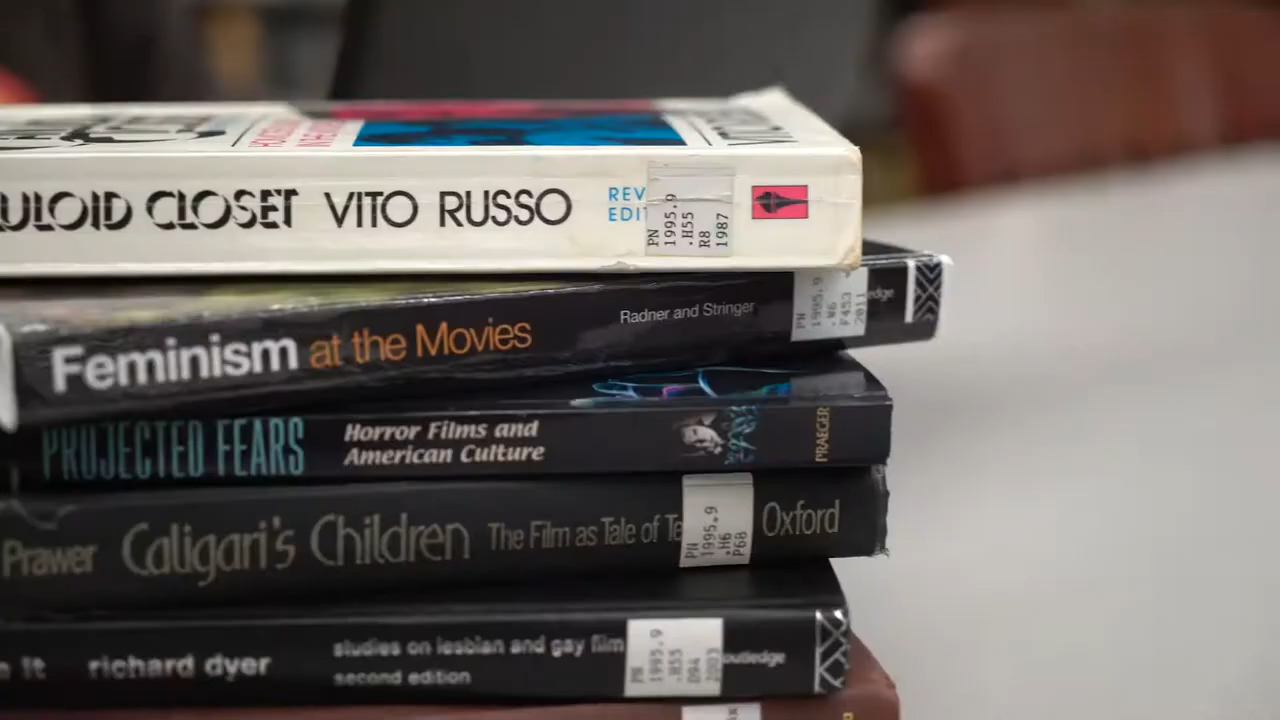 ULOID CLOSET VITO RUSSO
REV
EDIT
PN
1995.9
.H55
R8
1987
Feminism at the Movies
Radner and Stringer
PN
1995.9
.W6
F453
2011
edge
PROJECTED FEARS
Horror Films and
American Culture
PRAEGER
Prawer Caligari's Children The Film as Tale of Te
PN
1995.9
.H6
P68
Oxford
n It richard dyer
studies on lesbian and gay film
second edition
PN
1995.9
.H55
D94
2003
outledge